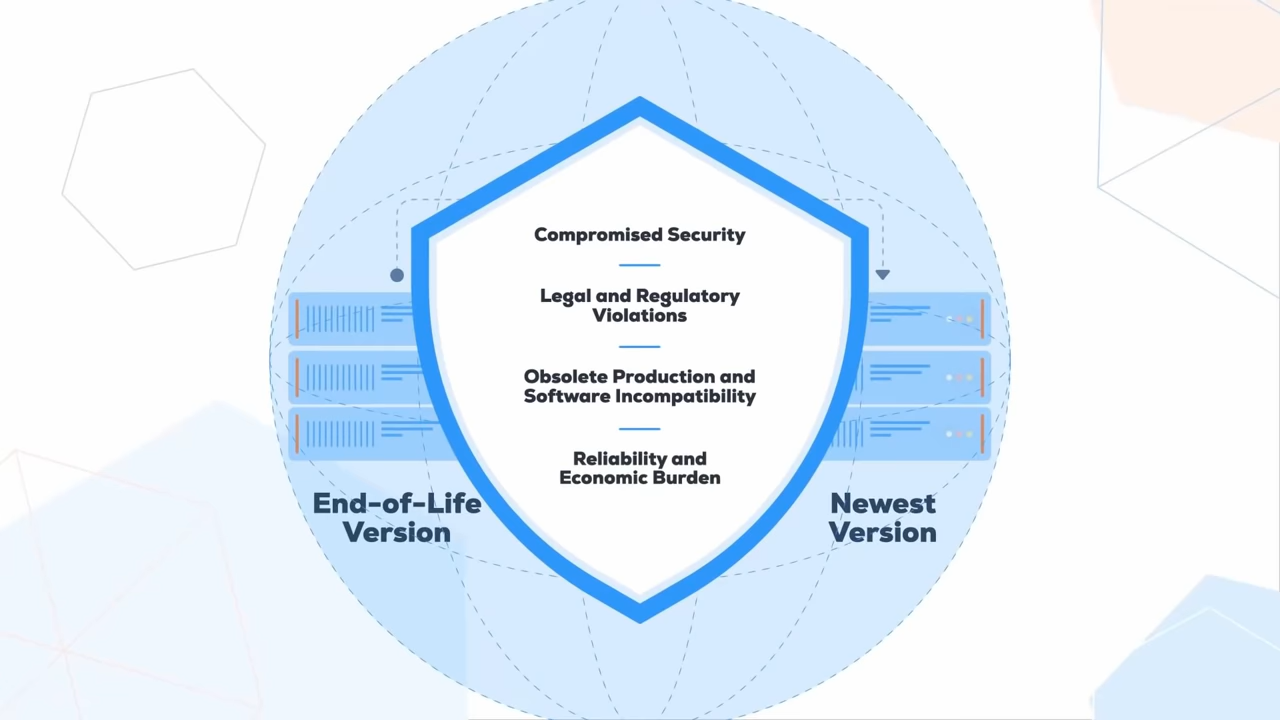 Compromised Security
Legal and Regulatory
Violations
Obsolete Production and
Software Incompatibility
Reliability and
Economic Burden
End-of-Life
Version
Newest
Version